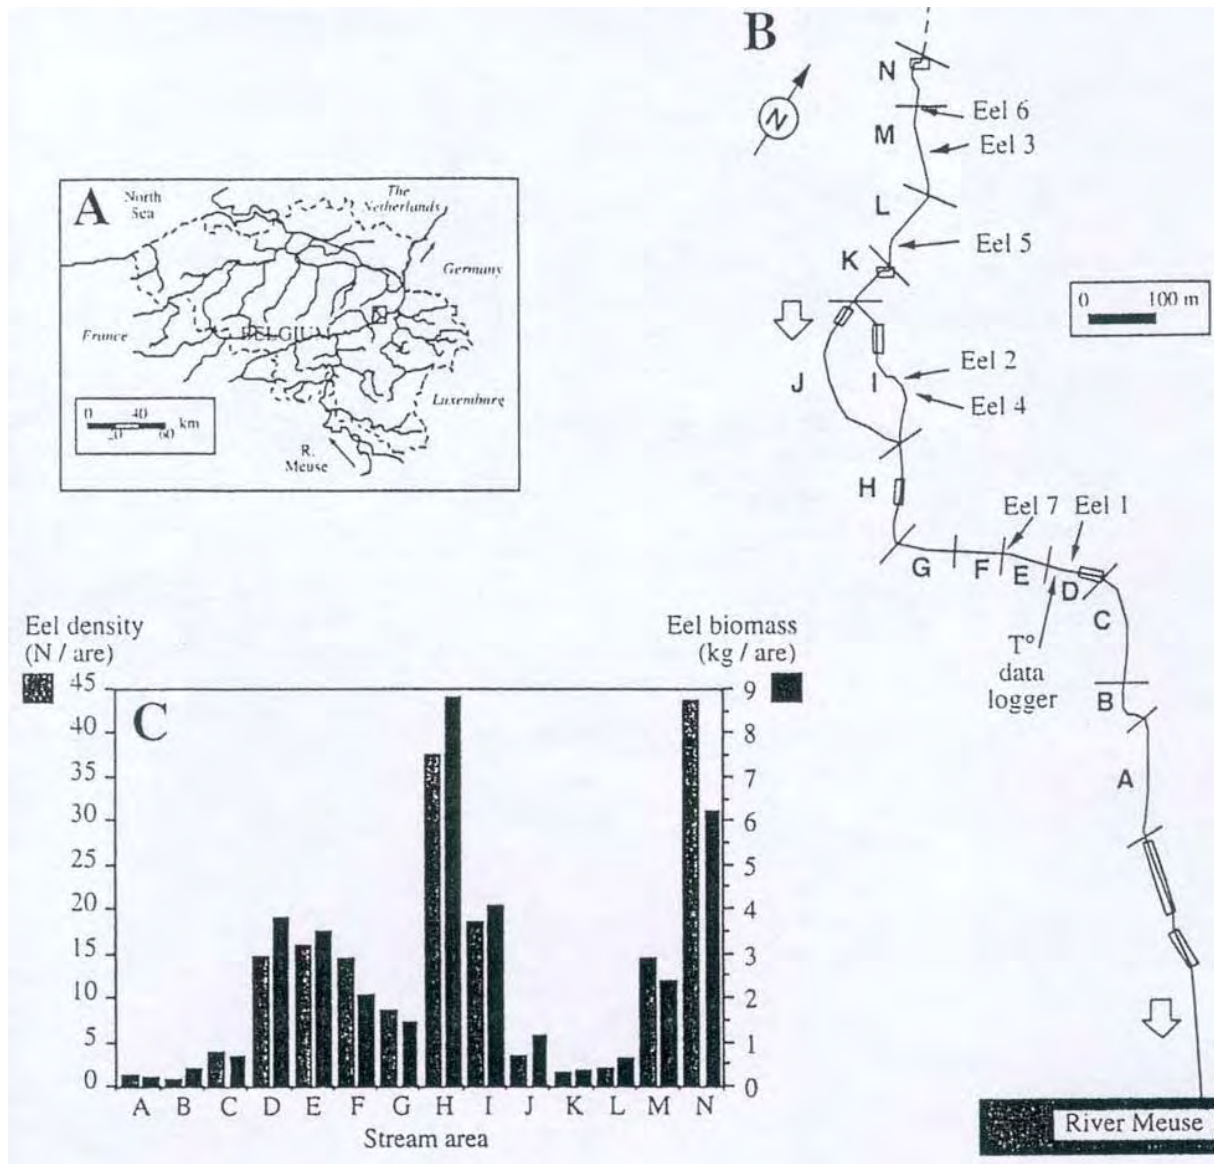 A
North
Sea
The
Netherlands
Germany
France
BELGIUM
Luxemburg
0 40 km
20 60
R.
Meuse
B
N
N
Eel 6
M
Eel 3
L
Eel 5
K
0 100 m
Eel 2
J
I
Eel 4
H
Eel 7
Eel 1
G
F
E
D
C
T°
data
logger
B
A
River Meuse
Eel density
(N / are)
Eel biomass
(kg / are)
C
45
40
35
30
25
20
15
10
5
0
9
8
7
6
5
4
3
2
1
0
A B C D E F G H I J K L M N
Stream area